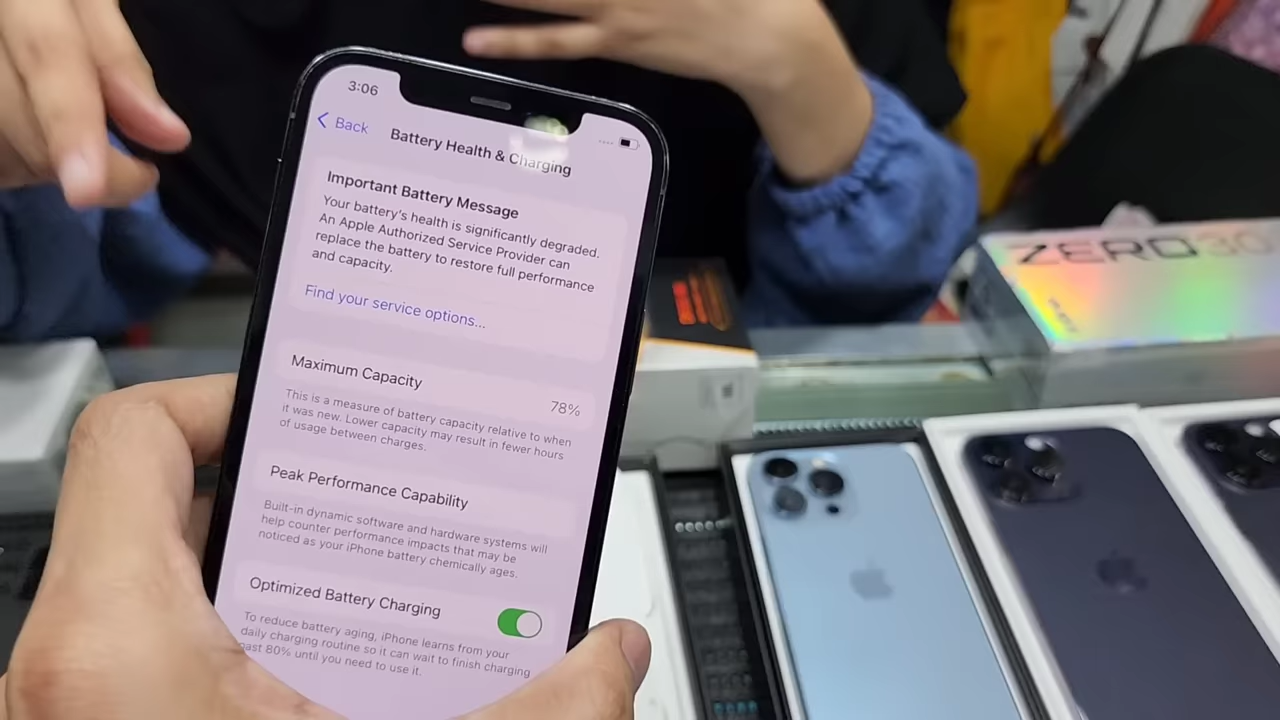 3:06
Back
Battery Health & Charging
Important Battery Message
Your battery's health is significantly degraded.
An Apple Authorized Service Provider can
replace the battery to restore full performance
and capacity.
Find your service options...
Maximum Capacity
78%
This is a measure of battery capacity relative to when
it was new. Lower capacity may result in fewer hours
of usage between charges.
Peak Performance Capability
Built-in dynamic software and hardware systems will
help counter performance impacts that may be
noticed as your iPhone battery chemically ages.
Optimized Battery Charging
To reduce battery aging, iPhone learns from your
daily charging routine so it can wait to finish charging
past 80% until you need to use it.
ZERO 30